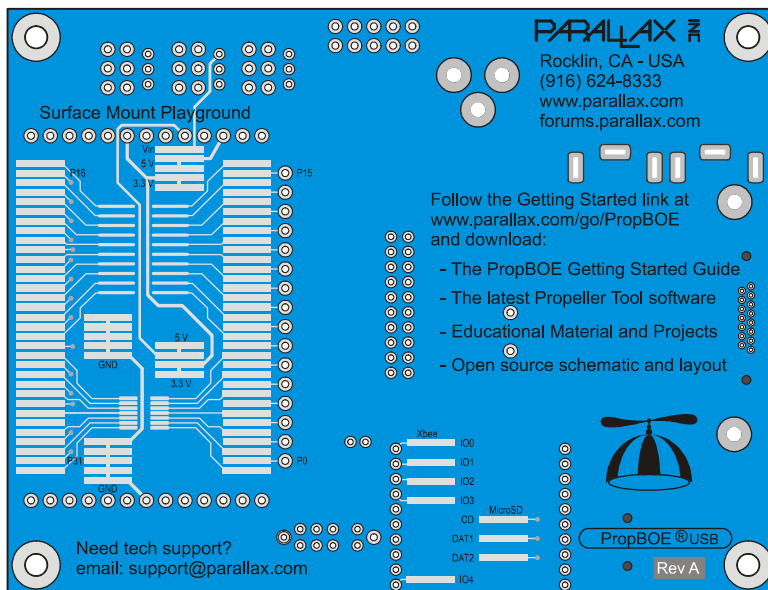 PARALLAX INC
Rocklin, CA - USA
(916) 624-8333
www.parallax.com
forums.parallax.com
Surface Mount Playground
Vin
5 V
3.3 V
P16
P15
Follow the Getting Started link at
www.parallax.com/go/PropBOE
and download:
- The PropBOE Getting Started Guide
- The latest Propeller Tool software
- Educational Material and Projects
- Open source schematic and layout
5 V
GND
3.3 V
P31
P0
GND
Xbee
IO0
IO1
IO2
IO3
MicroSD
CD
DAT1
DAT2
IO4
PropBOE ® USB
Rev A
Need tech support?
email: support@parallax.com